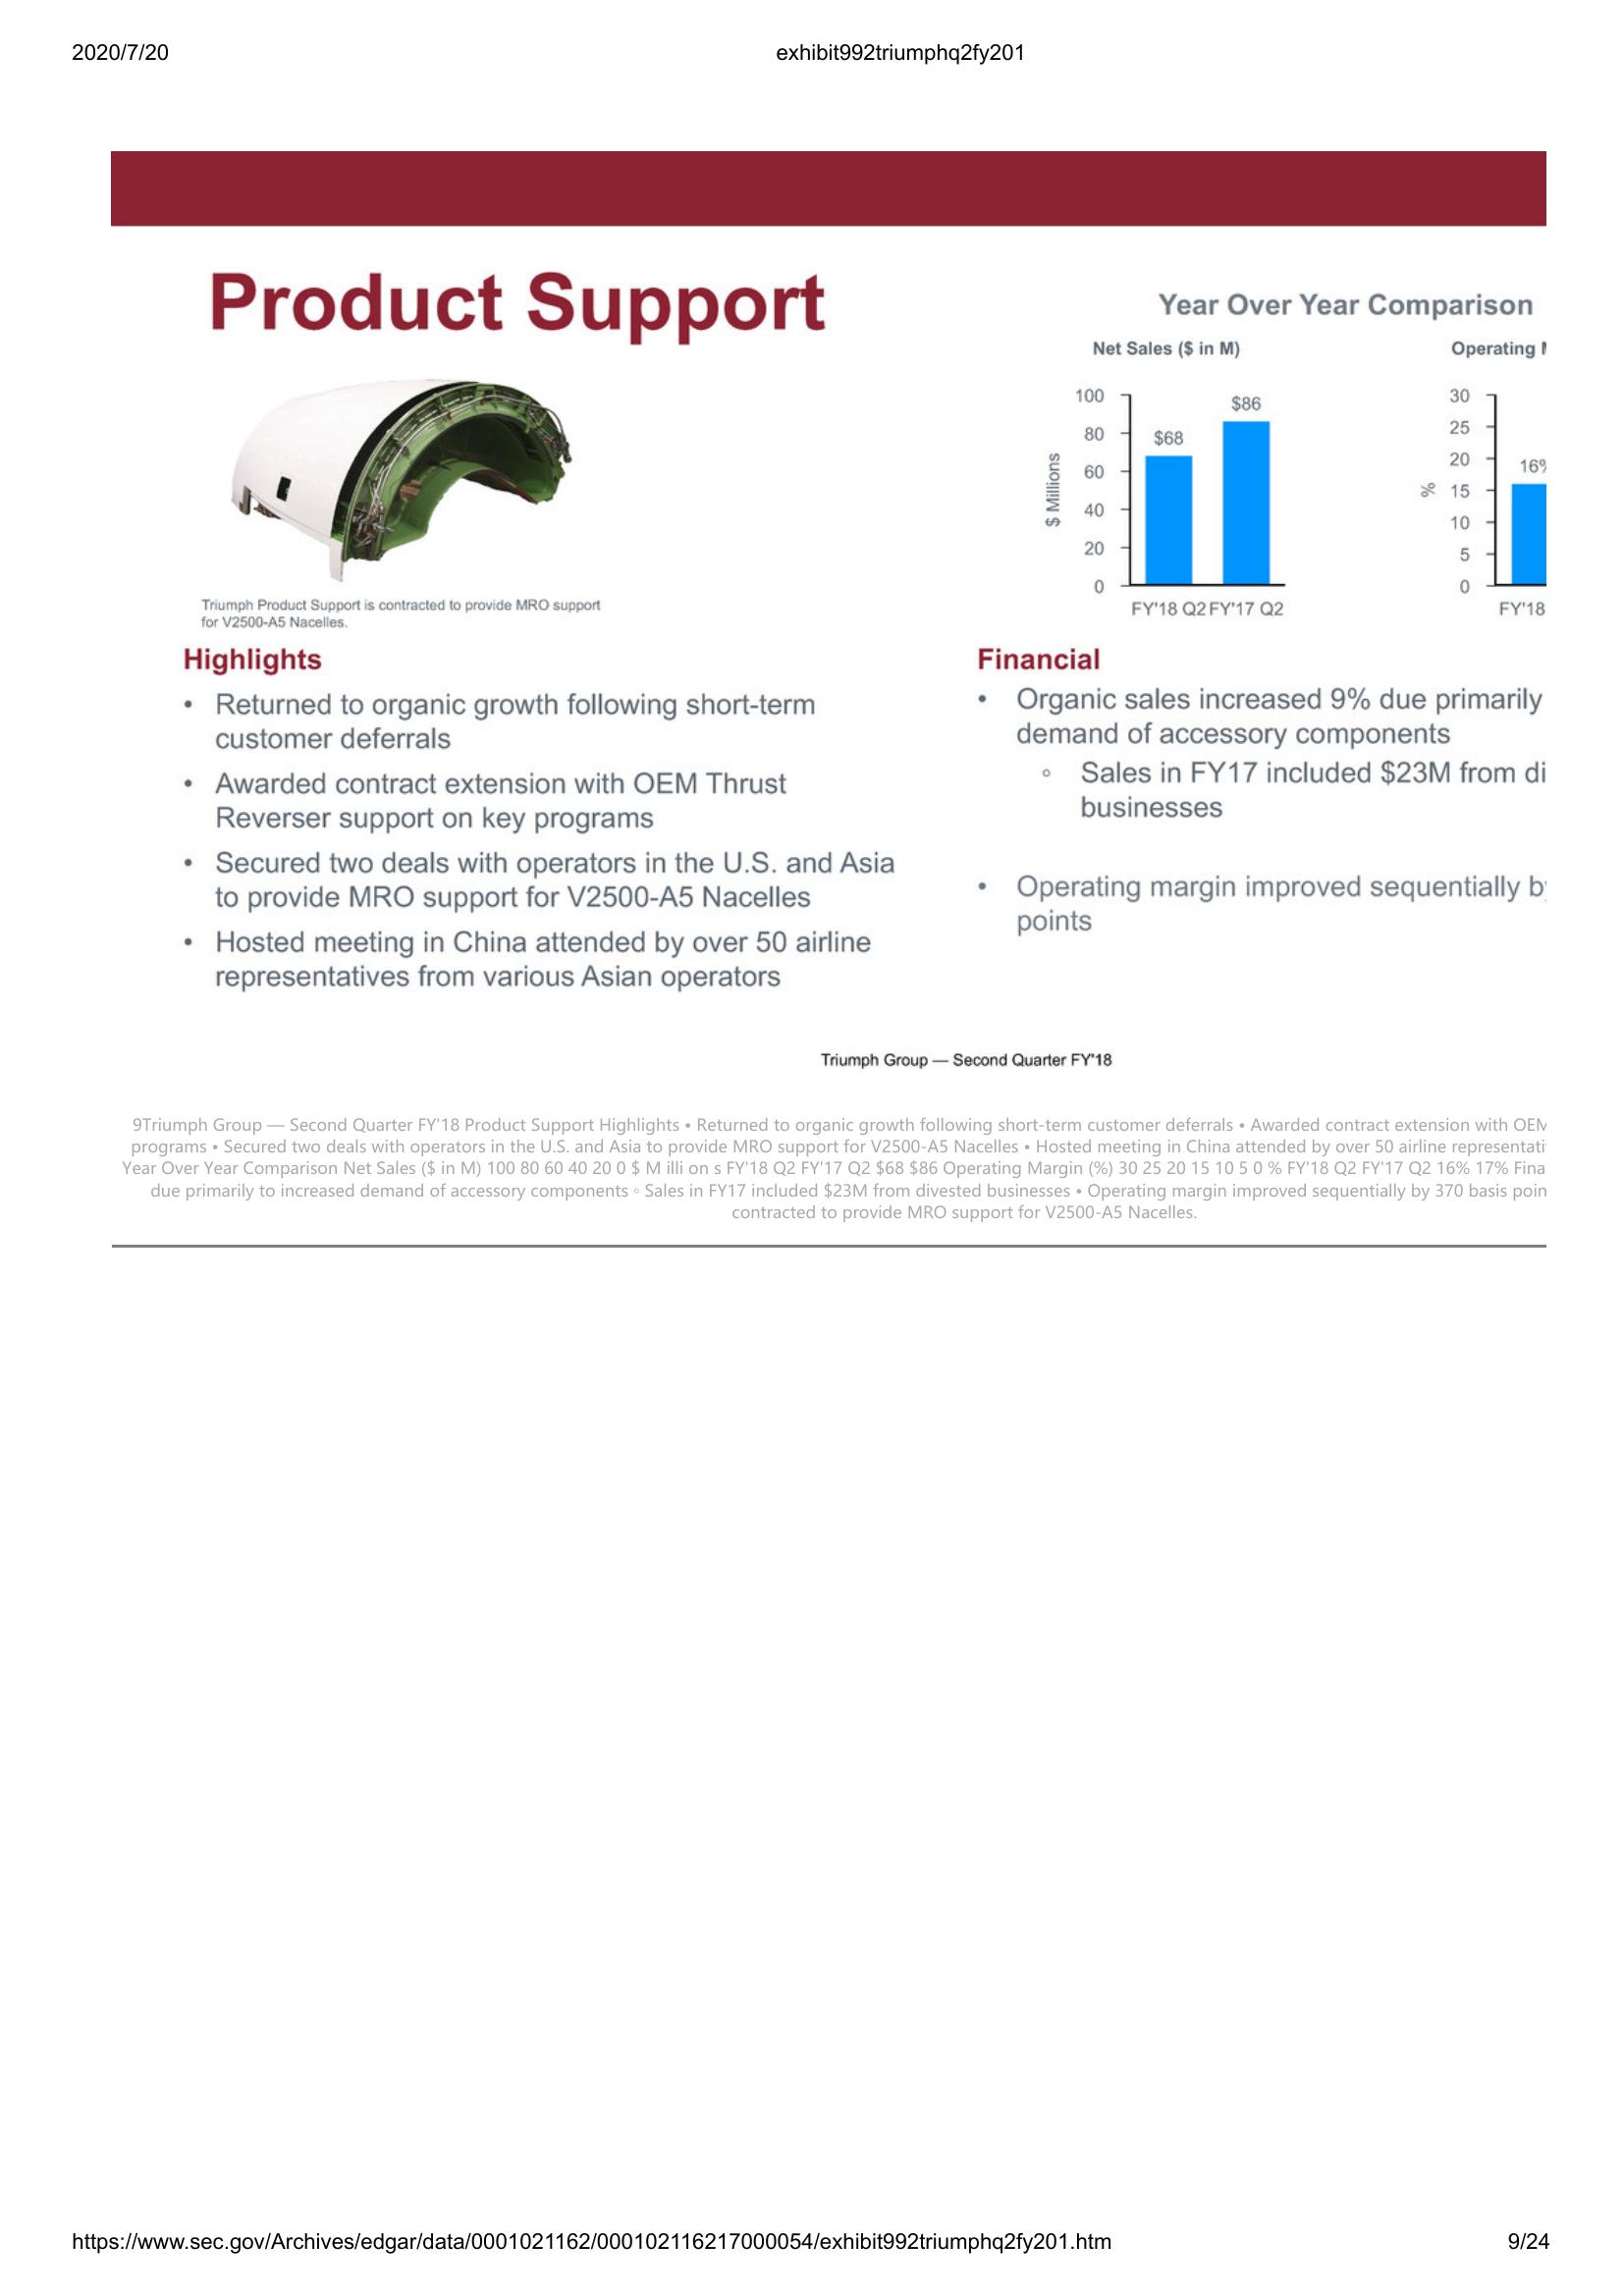 2020/7/20
exhibit992triumphq2fy201
Product Support
Triumph Product Support is contracted to provide MRO support
for V2500-A5 Nacelles.
Highlights
• Returned to organic growth following short-term
customer deferrals
• Awarded contract extension with OEM Thrust
Reverser support on key programs
• Secured two deals with operators in the U.S. and Asia
to provide MRO support for V2500-A5 Nacelles
• Hosted meeting in China attended by over 50 airline
representatives from various Asian operators
Year Over Year Comparison
Net Sales ($ in M)
$ Millions
100
80
60
40
20
0
$68
$86
FY'18 Q2 FY'17 Q2
Operating
%
30
25
20
15
10
5
0
16%
FY'18
Financial
• Organic sales increased 9% due primarily
demand of accessory components
◦ Sales in FY17 included $23M from di
businesses
• Operating margin improved sequentially by
points
Triumph Group — Second Quarter FY'18
9Triumph Group — Second Quarter FY'18 Product Support Highlights • Returned to organic growth following short-term customer deferrals • Awarded contract extension with OEM
programs • Secured two deals with operators in the U.S. and Asia to provide MRO support for V2500-A5 Nacelles • Hosted meeting in China attended by over 50 airline representati
Year Over Year Comparison Net Sales ($ in M) 100 80 60 40 20 0 $ M illi on s FY'18 Q2 FY'17 Q2 $68 $86 Operating Margin (%) 30 25 20 15 10 5 0 % FY'18 Q2 FY'17 Q2 16% 17% Fina
due primarily to increased demand of accessory components ◦ Sales in FY17 included $23M from divested businesses • Operating margin improved sequentially by 370 basis poin
contracted to provide MRO support for V2500-A5 Nacelles.
https://www.sec.gov/Archives/edgar/data/0001021162/000102116217000054/exhibit992triumphq2fy201.htm
9/24